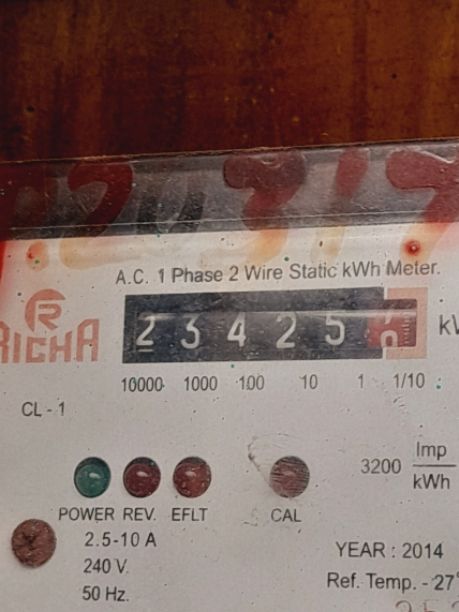 A.C. 1 Phase 2 Wire Static kWh Meter.
R
RICHA
2 3 4 2 5
10000 1000 100 10 1 1/10
CL - 1
3200 Imp
kWh
POWER REV. EFLT CAL
2.5-10 A
240 V.
50 Hz.
YEAR : 2014
Ref. Temp. - 27°